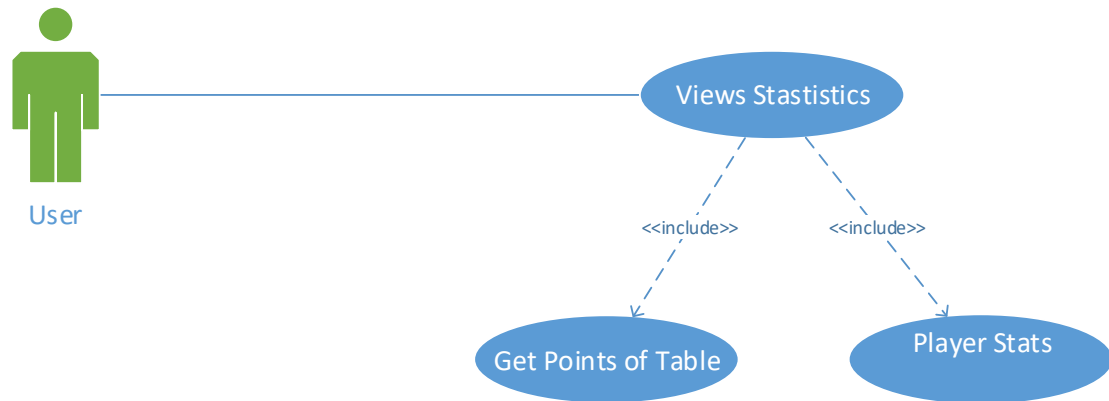 Views Stastistics
User
<<include>>
<<include>>
Get Points of Table
Player Stats